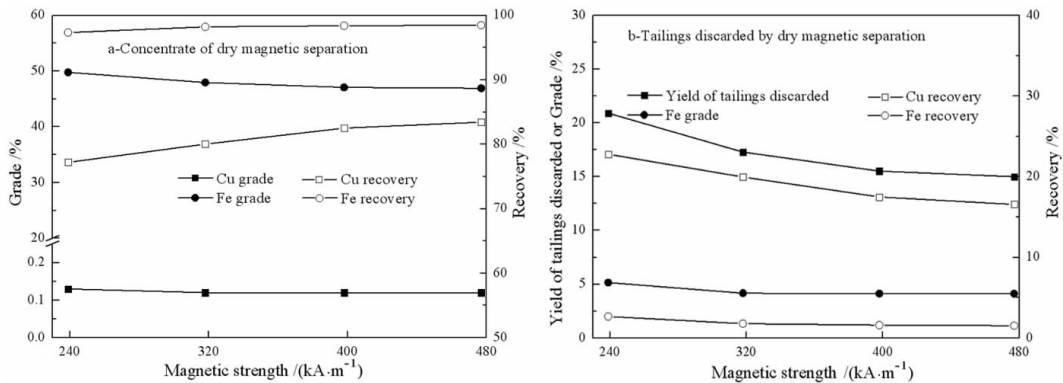 a-Concentrate of dry magnetic separation
Grade /%
60
50
40
30
20
0.2
0.1
0.0
100
90
80
70
60
50
Recovery /%
Cu grade
Cu recovery
Fe grade
Fe recovery
240
320
400
480
Magnetic strength /(kA·m⁻¹)
b-Tailings discarded by dry magnetic separation
Yield of tailings discarded or Grade /%
30
25
20
15
10
5
0
40
30
20
10
0
Recovery /%
Yield of tailings discarded
Cu recovery
Fe grade
Fe recovery
240
320
400
480
Magnetic strength /(kA·m⁻¹)